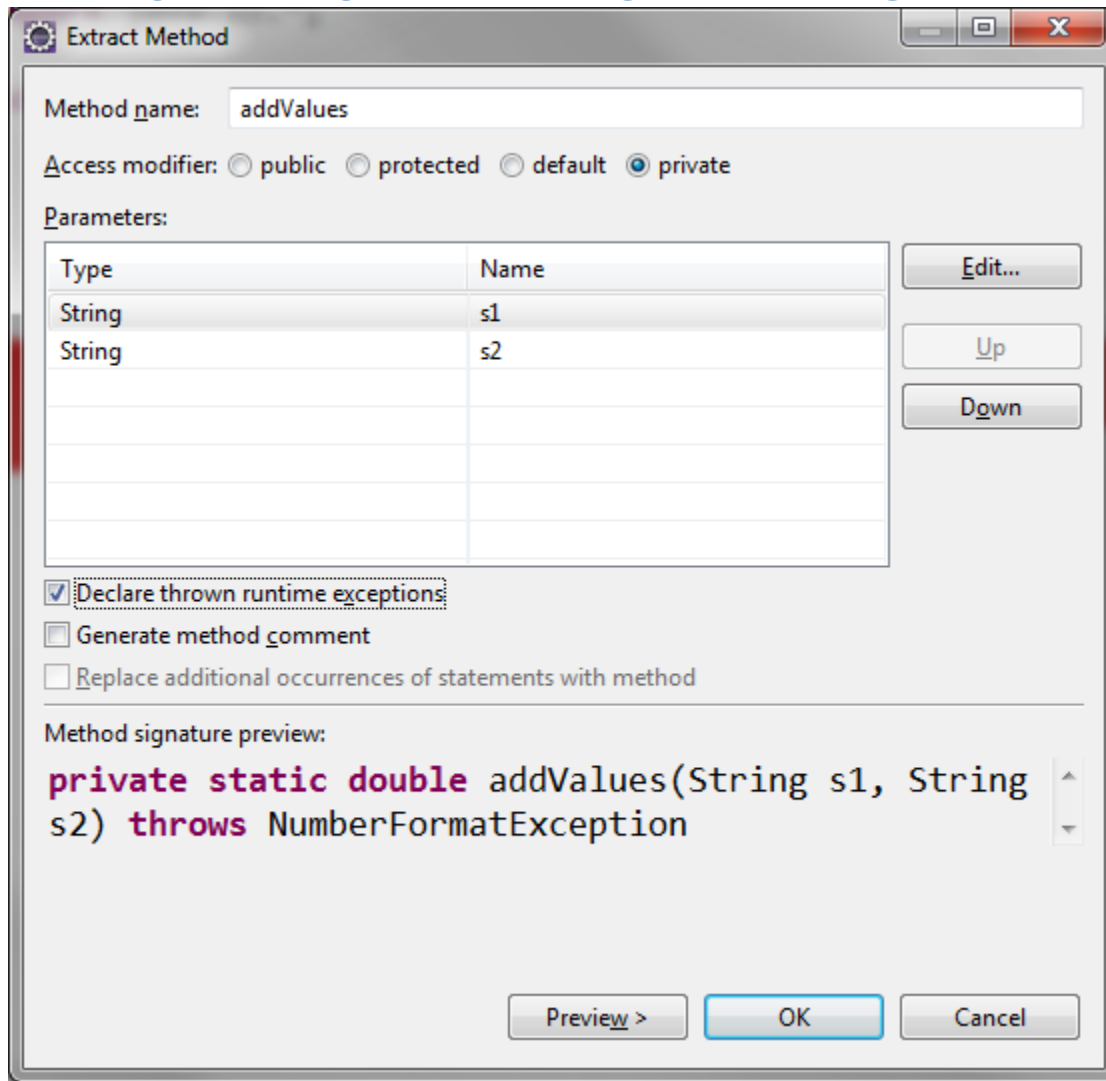 Extract Method
Method name: addValues
Access modifier: public protected default private
Parameters:
Type Name
Edit...
String s1
String s2
Up
Down
Declare thrown runtime exceptions
Generate method comment
Replace additional occurrences of statements with method
Method signature preview:
private static double addValues(String s1, String
s2) throws NumberFormatException
Preview > OK Cancel